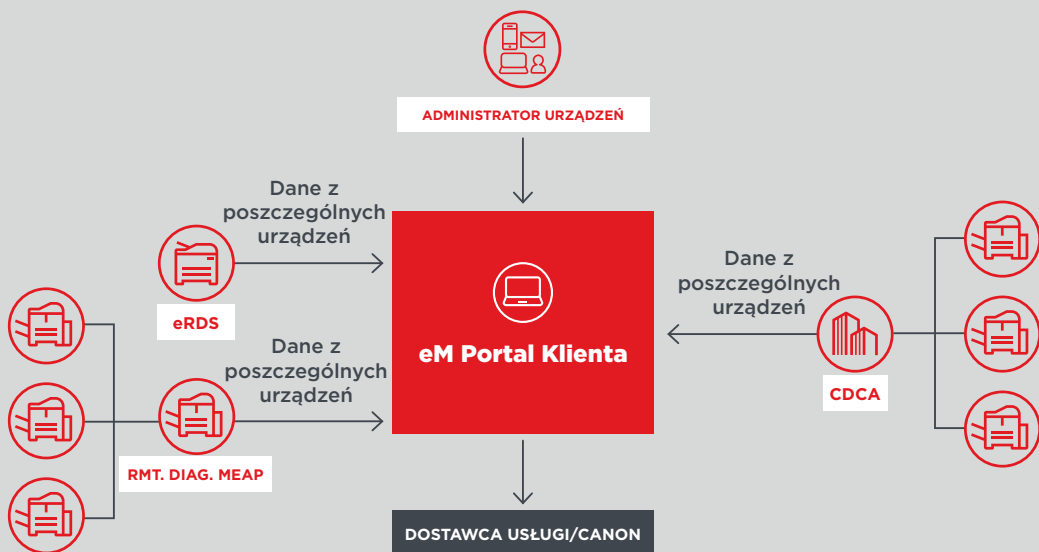 ADMINISTRATOR URZĄDZEŃ
Dane z
poszczególnych
urządzeń
eRDS
Dane z
poszczególnych
urządzeń
RMT. DIAG. MEAP
eM Portal Klienta
Dane z
poszczególnych
urządzeń
CDCA
DOSTAWCA USŁUGI/CANON